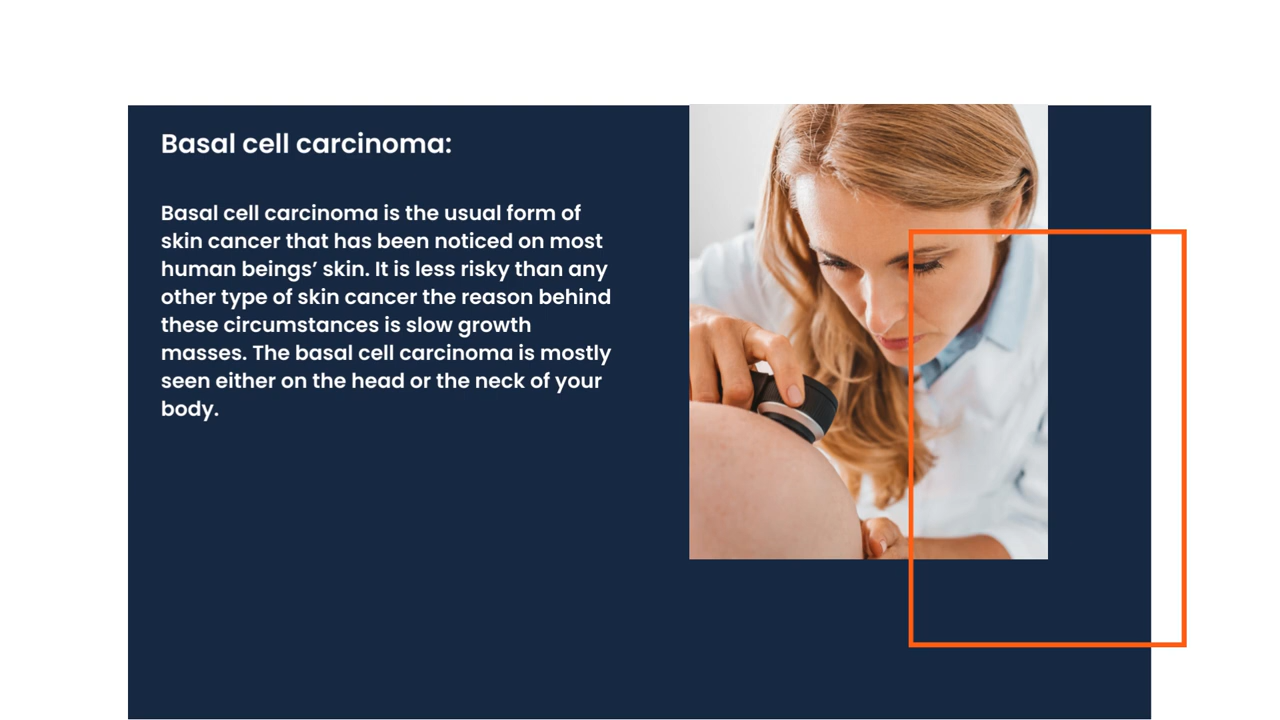 Basal cell carcinoma:
Basal cell carcinoma is the usual form of
skin cancer that has been noticed on most
human beings’ skin. It is less risky than any
other type of skin cancer the reason behind
these circumstances is slow growth
masses. The basal cell carcinoma is mostly
seen either on the head or the neck of your
body.